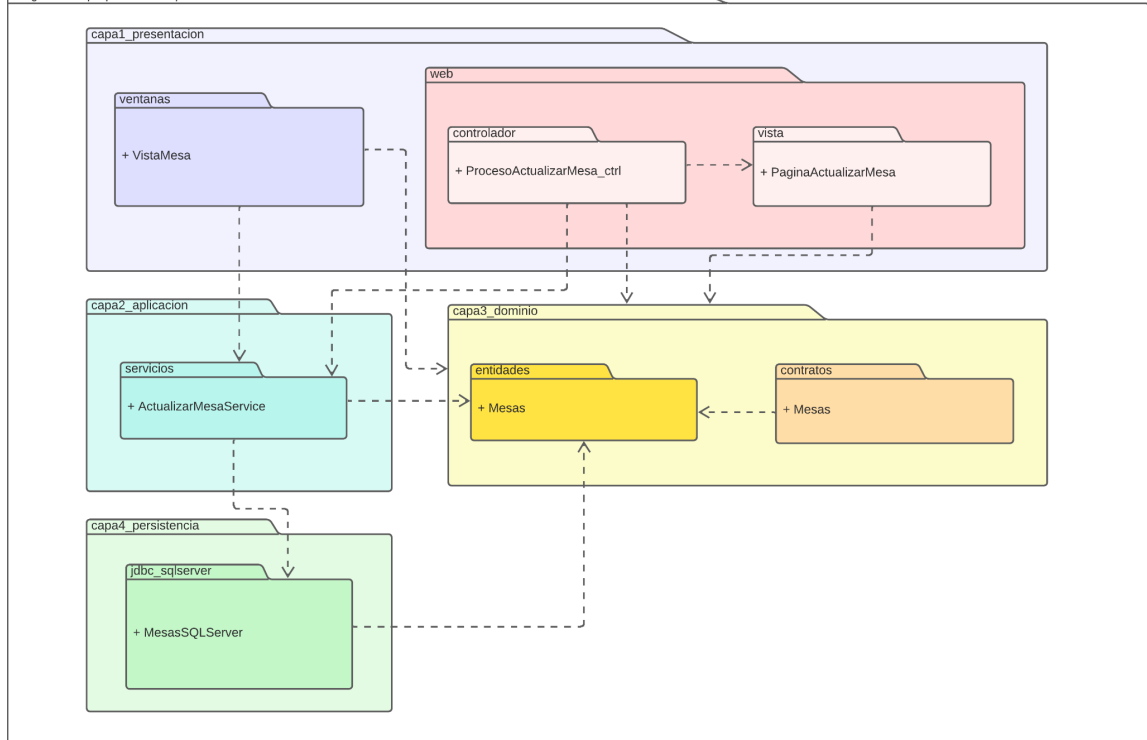 capa1_presentacion
web
ventanas
+ VistaMesa
controlador
+ ProcesoActualizarMesa_ctrl
vista
+ PaginaActualizarMesa
capa2_aplicacion
servicios
+ ActualizarMesaService
capa3_dominio
entidades
+ Mesas
contratos
+ Mesas
capa4_persistencia
jdbc_sqlserver
+ MesasSQLServer